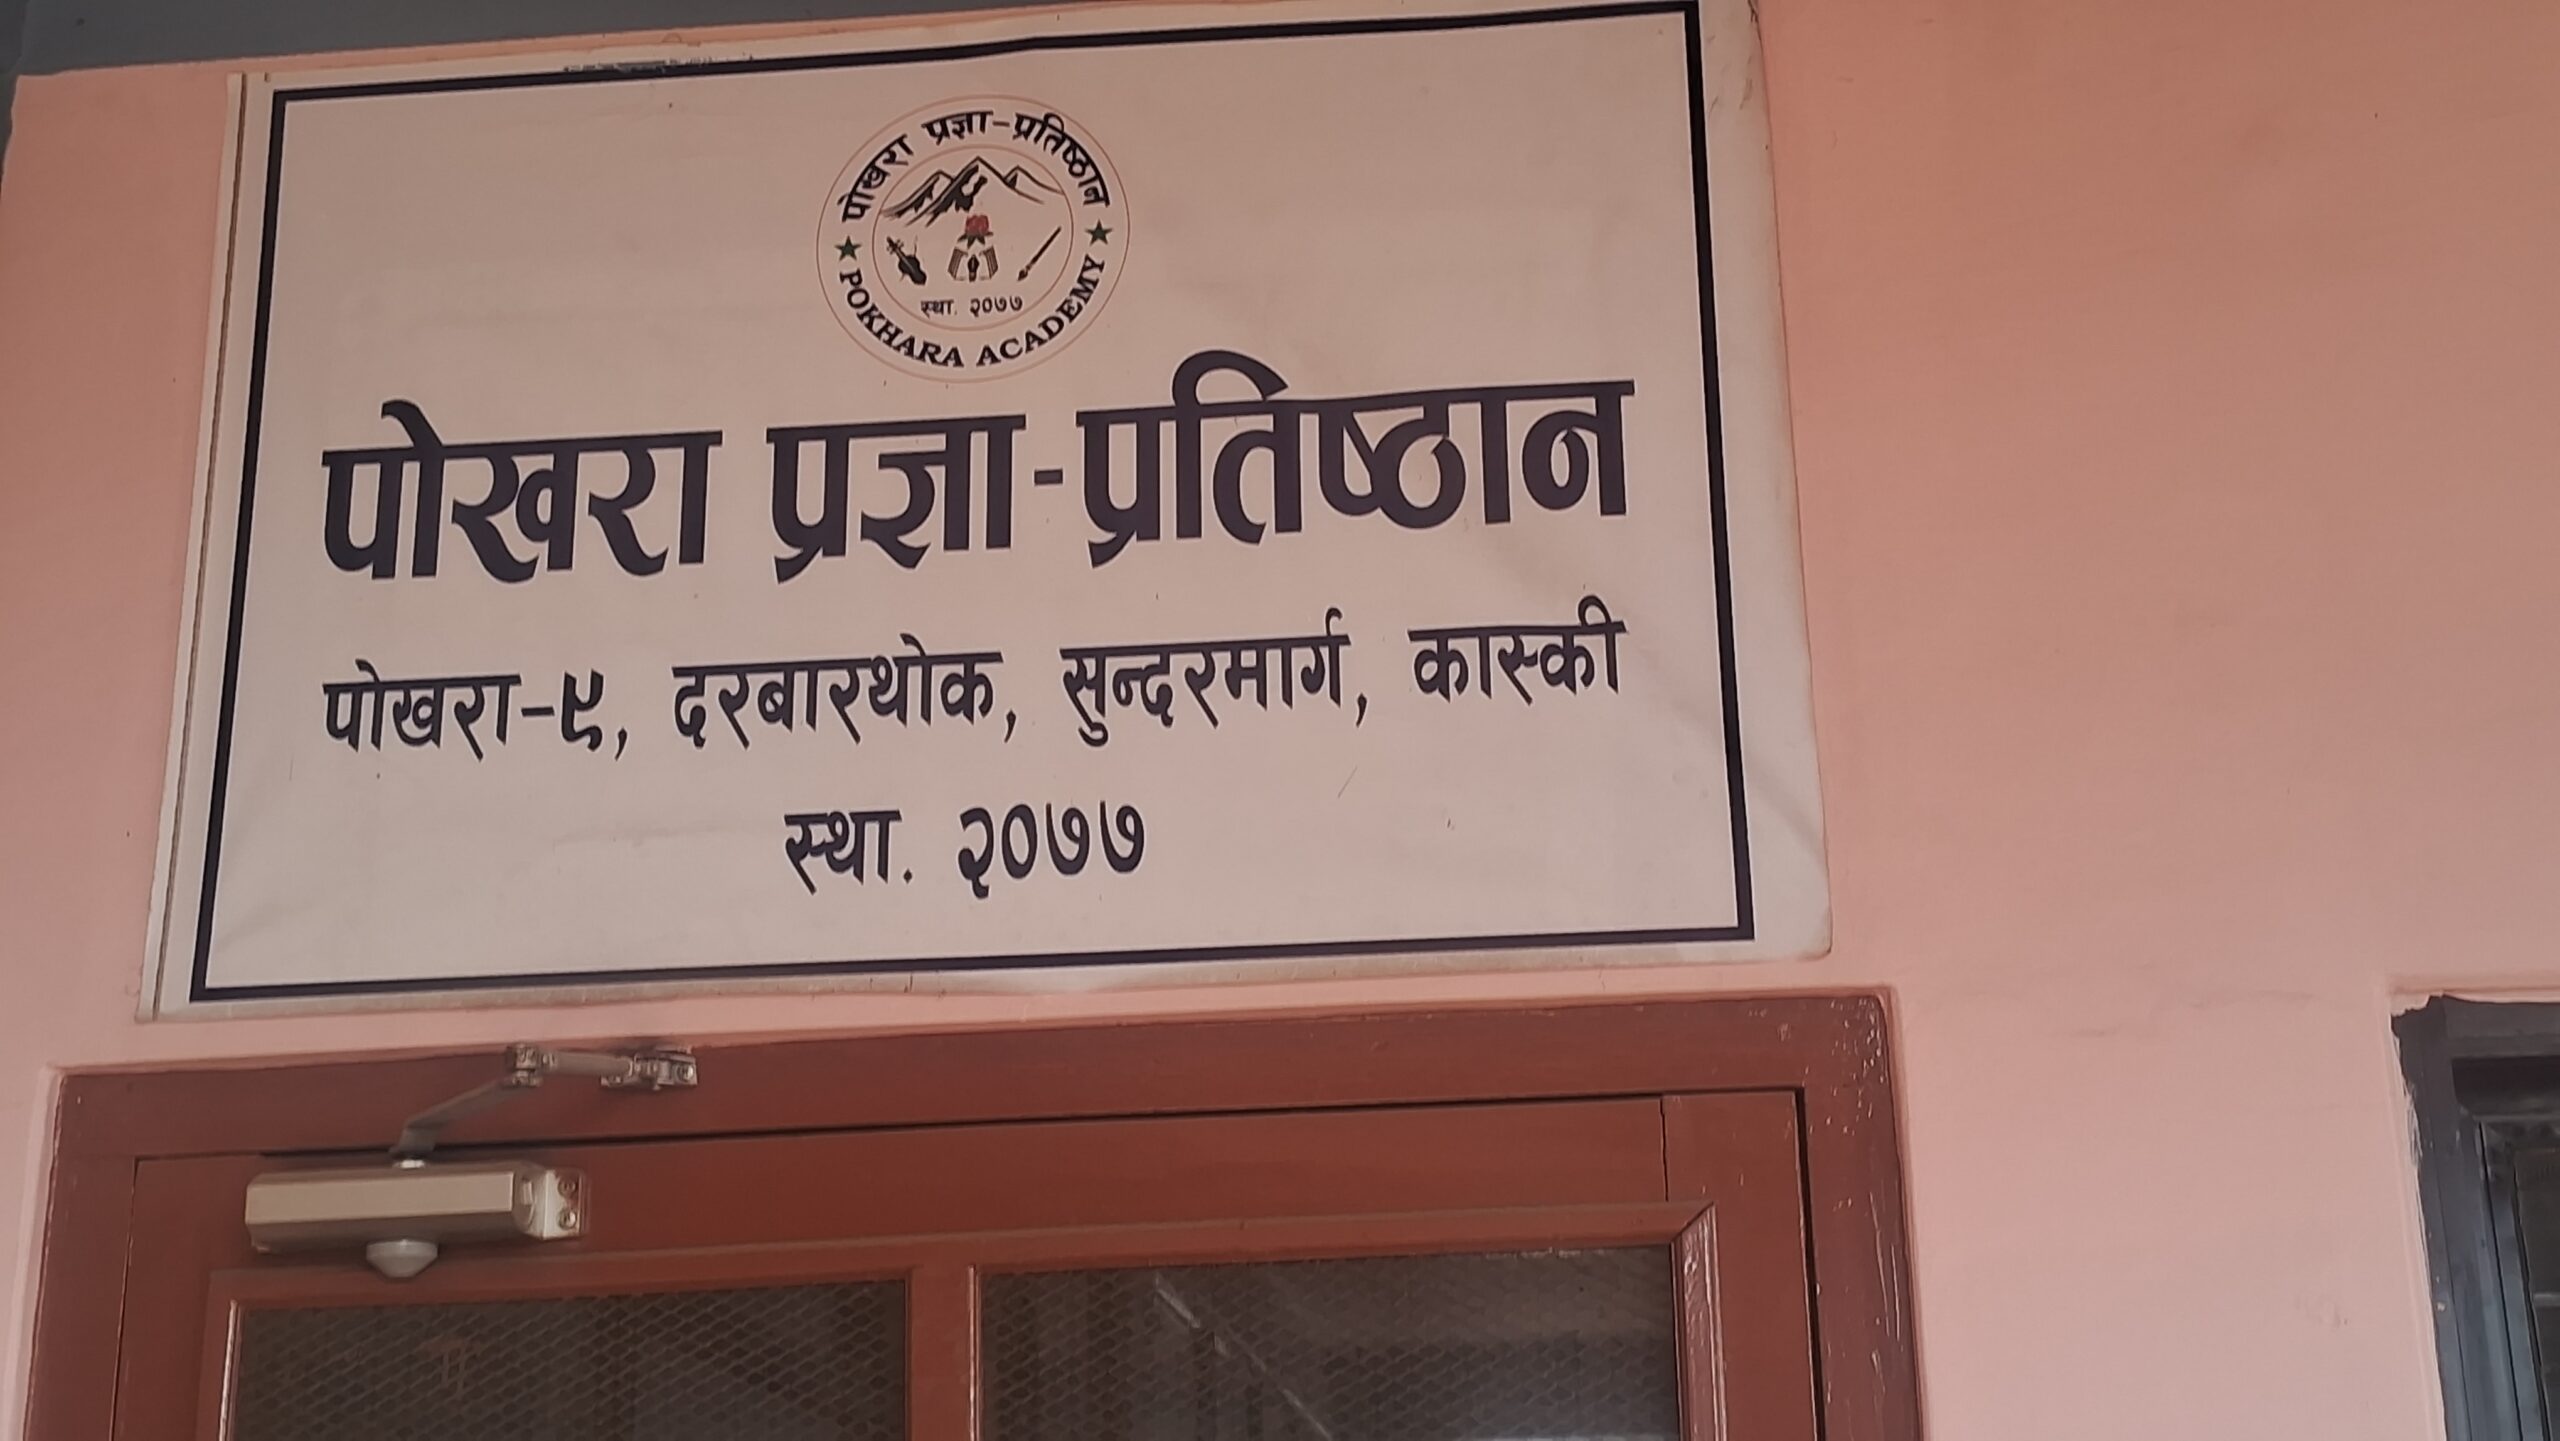 पोखरा प्रज्ञा-प्रतिष्ठान
स्था. २०७७
POKHARA ACADEMY
पोखरा प्रज्ञा-प्रतिष्ठान
पोखरा-९, दरबारथोक, सुन्दरमार्ग, कास्की
स्था. २०७७